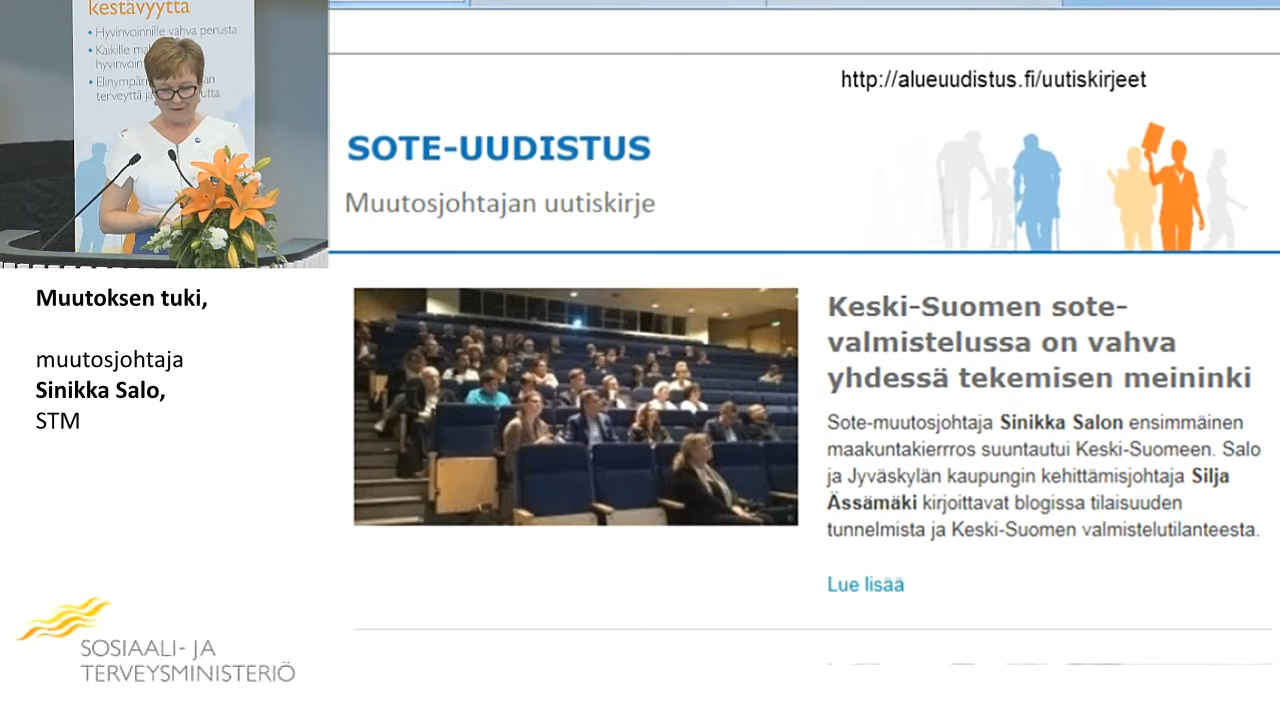 kestävyyttä
• Hyvinvoinnille vahva perusta
• Kaikille
hyvinvoin
• Elinympäri
terveyttä
Muutoksen tuki,
muutosjohtaja
Sinikka Salo,
STM
SOSIAALI- JA
TERVEYSMINISTERIÖ
http://alueuudistus.fi/uutiskirjeet
SOTE-UUDISTUS
Muutosjohtajan uutiskirje
Keski-Suomen sote-
valmistelussa on vahva
yhdessä tekemisen meininki
Sote-muutosjohtaja Sinikka Salon ensimmäinen
maakuntakierrros suuntautui Keski-Suomeen. Salo
ja Jyväskylän kaupungin kehittämisjohtaja Silja
Ässämäki kirjoittavat blogissa tilaisuuden
tunnelmista ja Keski-Suomen valmistelutilanteesta.
Lue lisää